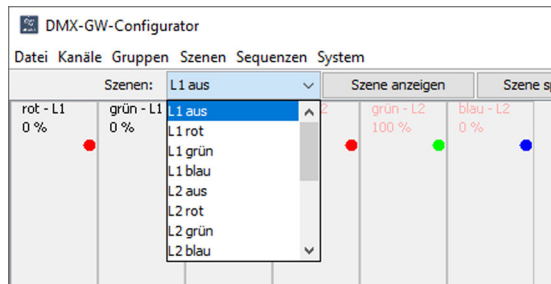 DMX-GW-Configurator
Datei Kanäle Gruppen Szenen Sequenzen System
Szenen: L1 aus Szene anzeigen Szene s
rot - L1 grün - L1 2 grün - L2 blau - L2
0 % 0 % 100 % 0 %
L1 aus
L1 rot
L1 grün
L1 blau
L2 aus
L2 rot
L2 grün
L2 blau